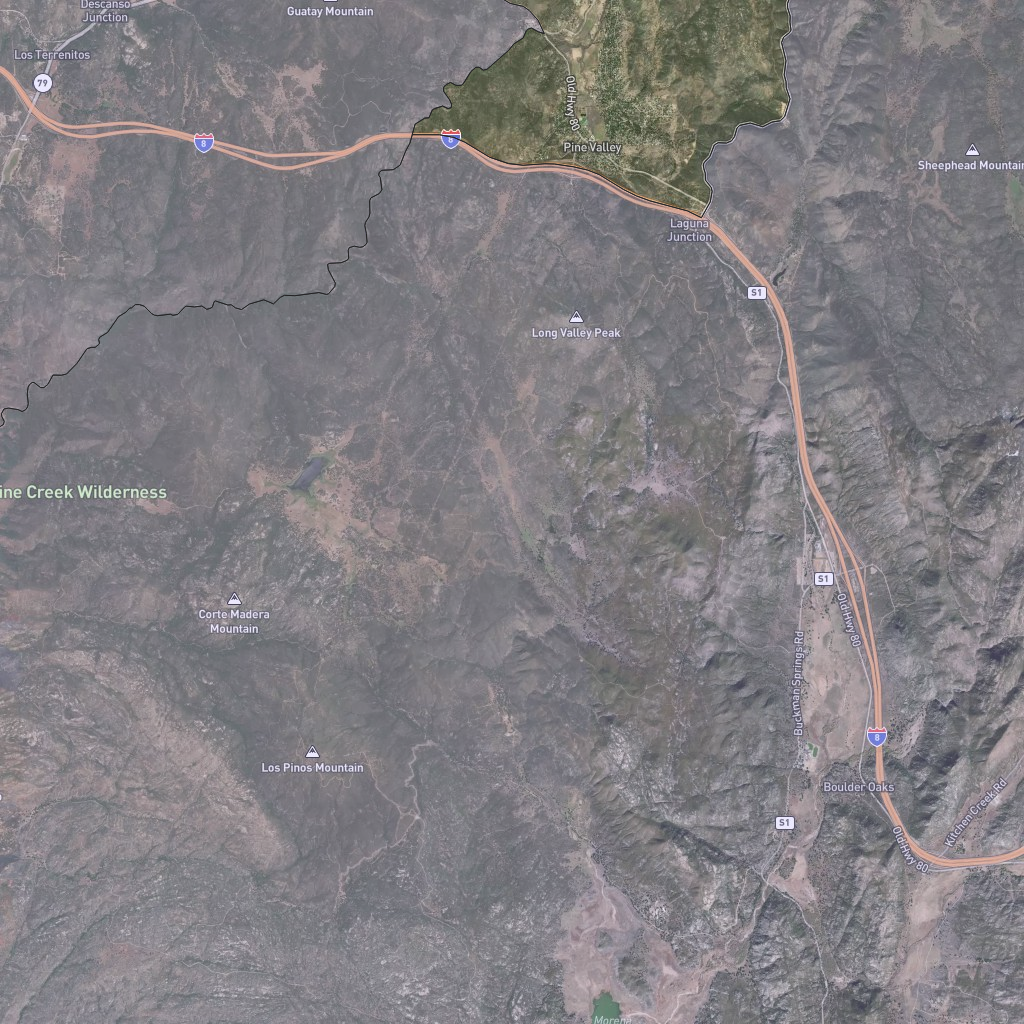 Descanso
Junction
Guatay Mountain
Los Terrenitos
79
8
8
Old Hwy 80
Pine Valley
Sheephead Mountain
Laguna
Junction
S1
Long Valley Peak
ine Creek Wilderness
S1
Old Hwy 80
Corte Madera
Mountain
Buckman Springs Rd
8
Los Pinos Mountain
Boulder Oaks
Kitchen Creek Rd
S1
Old Hwy 80
Morena